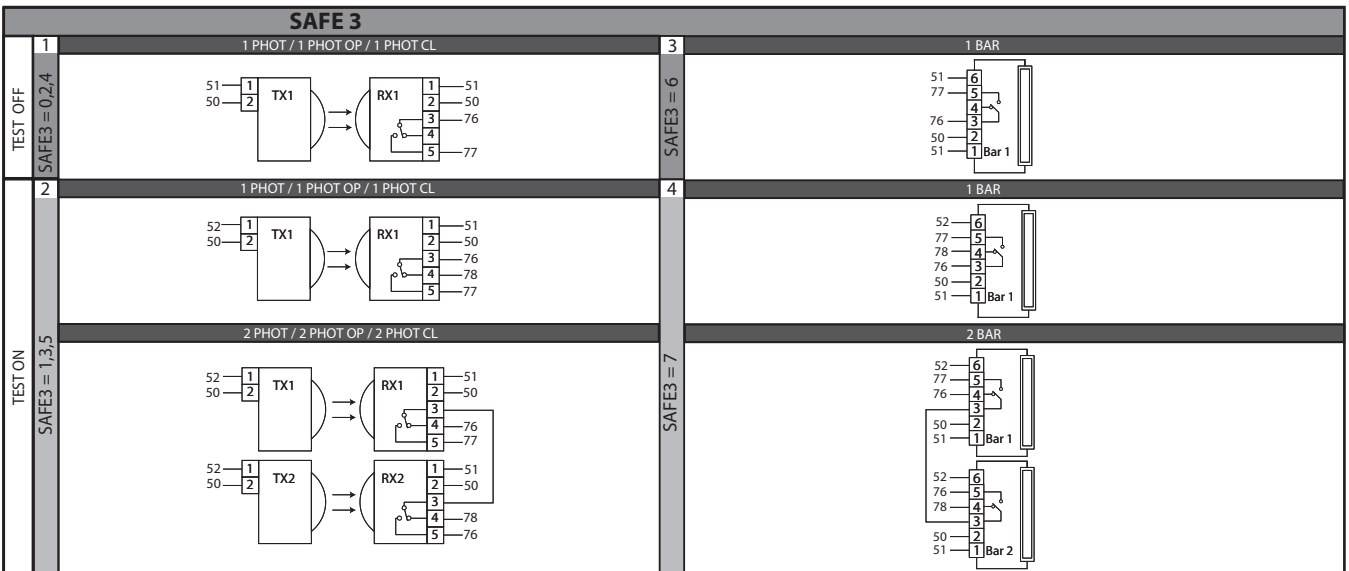 SAFE 3
TEST OFF
1
SAFE3 = 0,2,4
1 PHOT / 1 PHOT OP / 1 PHOT CL
51 1 TX1 RX1 1 51
50 2 2 50
3 76
4
5 77
3
SAFE3 = 6
1 BAR
51 6
77 5
4
76 3
50 2
51 1 Bar 1
TEST ON
2
SAFE3 = 1,3,5
1 PHOT / 1 PHOT OP / 1 PHOT CL
52 1 TX1 RX1 1 51
50 2 2 50
3 76
4 78
5 77
2 PHOT / 2 PHOT OP / 2 PHOT CL
52 1 TX1 RX1 1 51
50 2 2 50
3
4 76
5 77
52 1 TX2 RX2 1 51
50 2 2 50
3
4 78
5 76
4
SAFE3 = 7
1 BAR
52 6
77 5
78 4
76 3
50 2
51 1 Bar 1
2 BAR
52 6
77 5
76 4
3
50 2
51 1 Bar 1
52 6
76 5
78 4
3
50 2
51 1 Bar 2